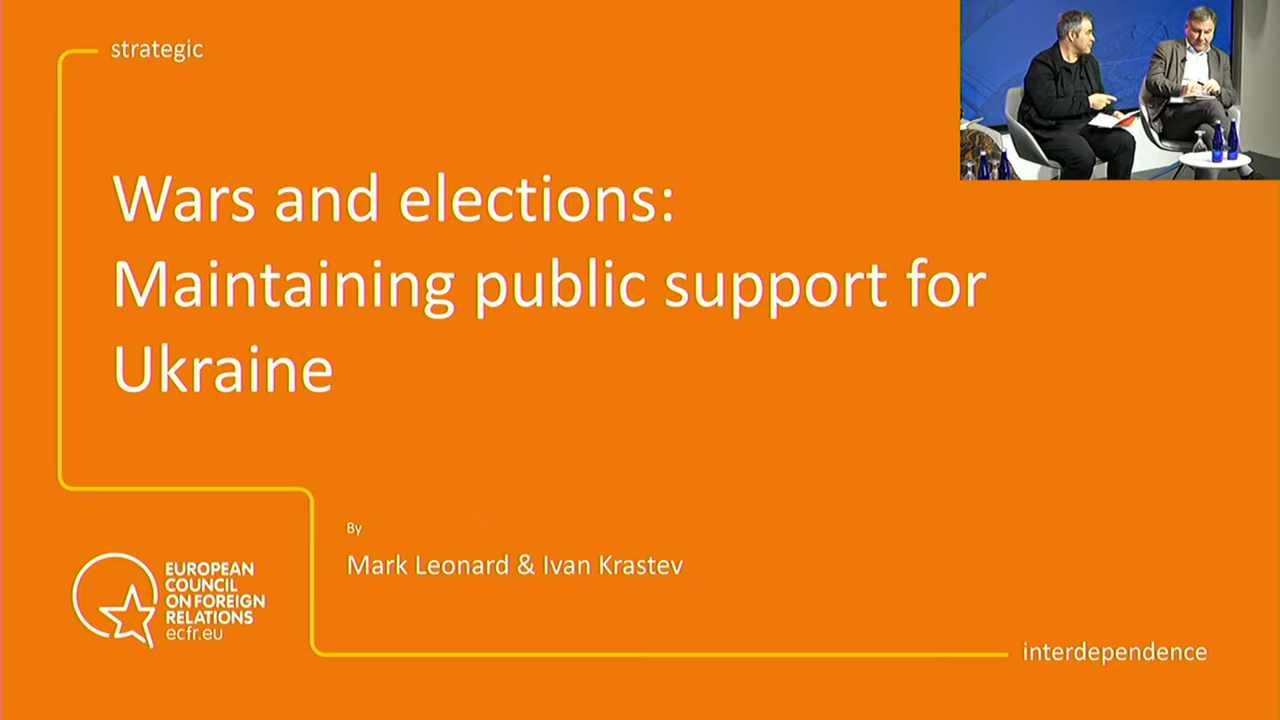 strategic
Wars and elections:
Maintaining public support for
Ukraine
By
Mark Leonard & Ivan Krastev
EUROPEAN
COUNCIL
ON FOREIGN
RELATIONS
ecfr.eu
interdependence